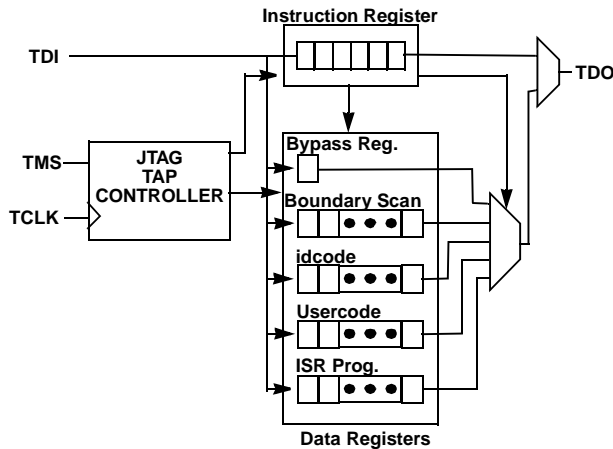 Instruction Register
TDI
TDO
JTAG
TAP
CONTROLLER
TMS
TCLK
Bypass Reg.
Boundary Scan
idcode
Usercode
ISR Prog.
Data Registers